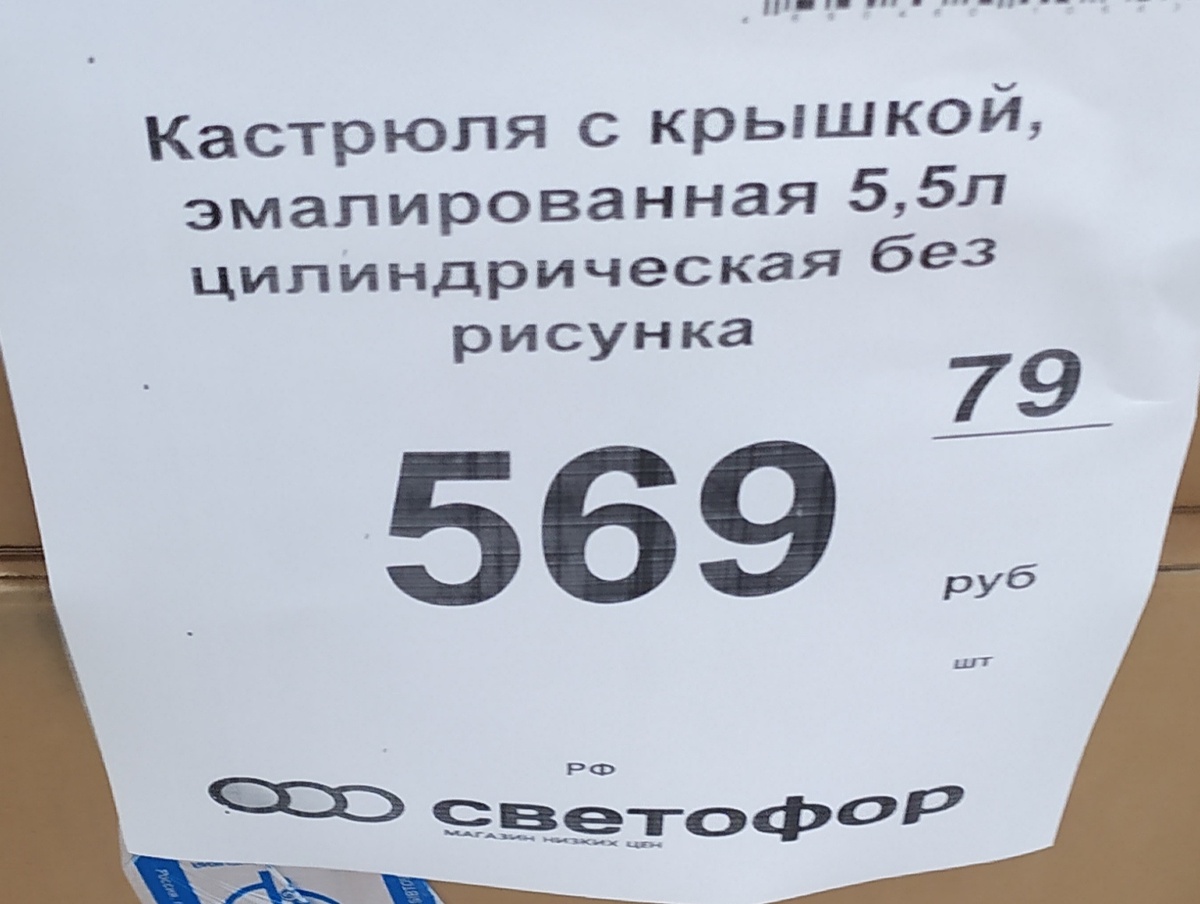 Кастрюля с крышкой,
эмалированная 5,5л
цилиндрическая без
рисунка
79
569
руб
шт
РФ
светофор
МАГАЗИН НИЗКИХ ЦЕН